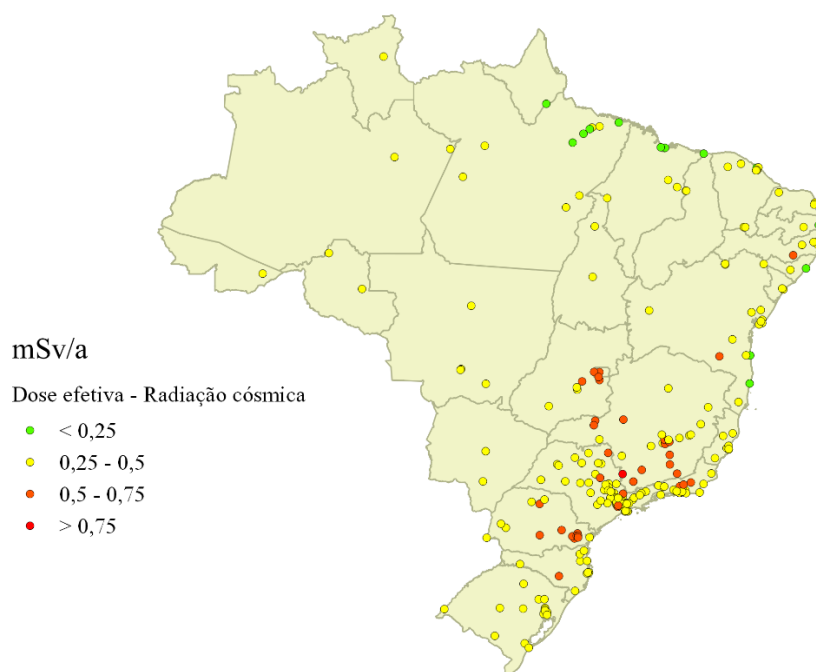 mSv/a
Dose efetiva - Radiação cósmica
< 0,25
0,25 - 0,5
0,5 - 0,75
> 0,75